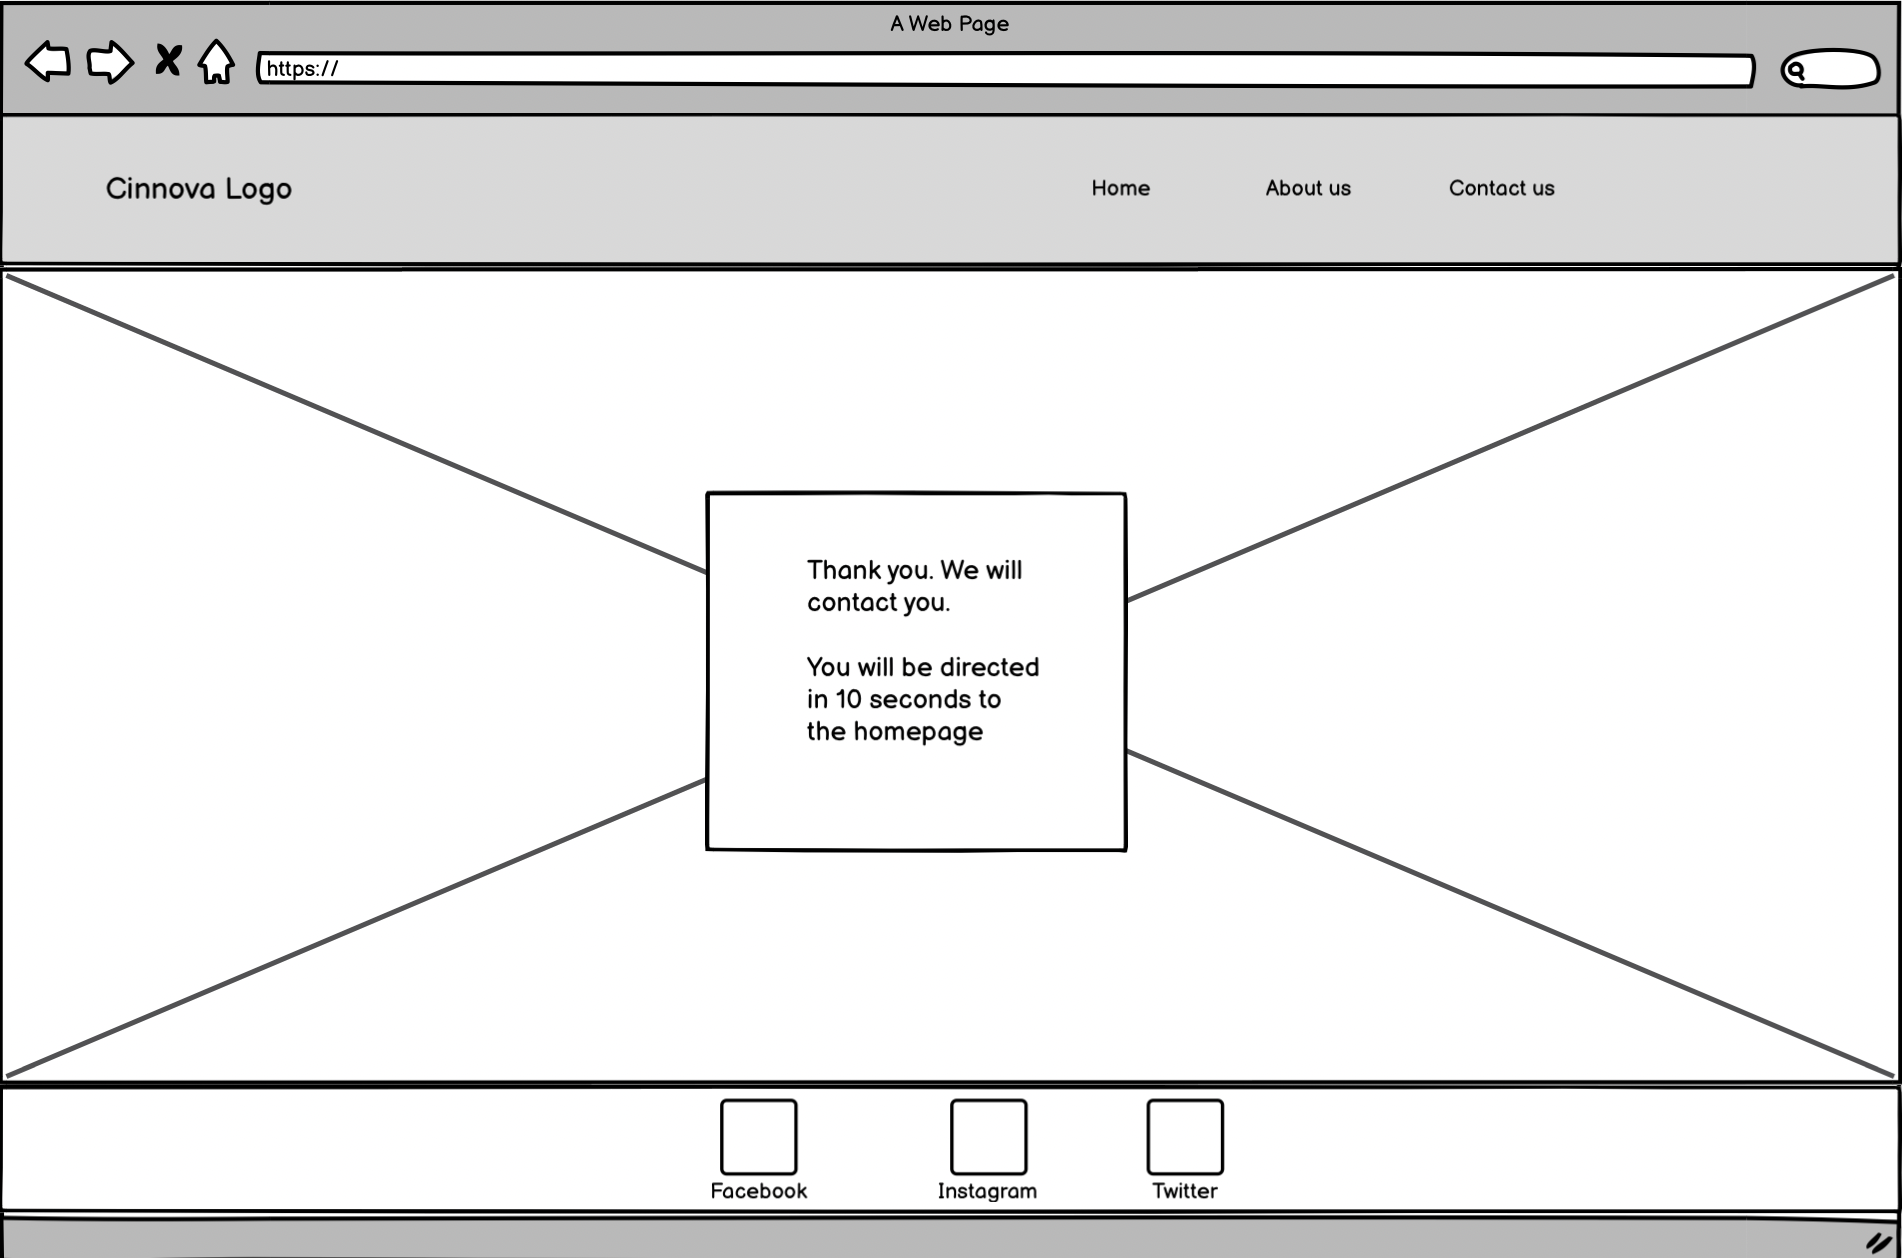 A Web Page
https://
Cinnova Logo
Home
About us
Contact us
Thank you. We will
contact you.
You will be directed
in 10 seconds to
the homepage
Facebook
Instagram
Twitter